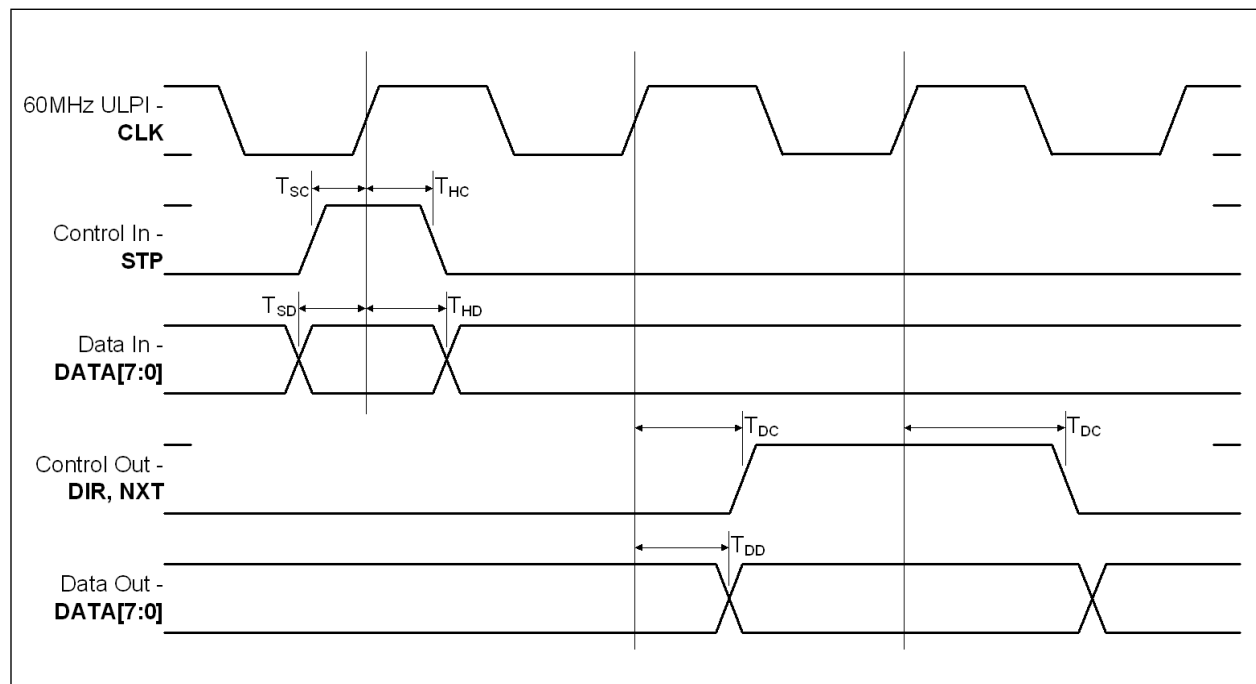 60MHz ULPI -
CLK
T_SC
T_HC
Control In -
STP
T_SD
T_HD
Data In -
DATA[7:0]
T_DC
T_DC
Control Out -
DIR, NXT
T_DD
Data Out -
DATA[7:0]